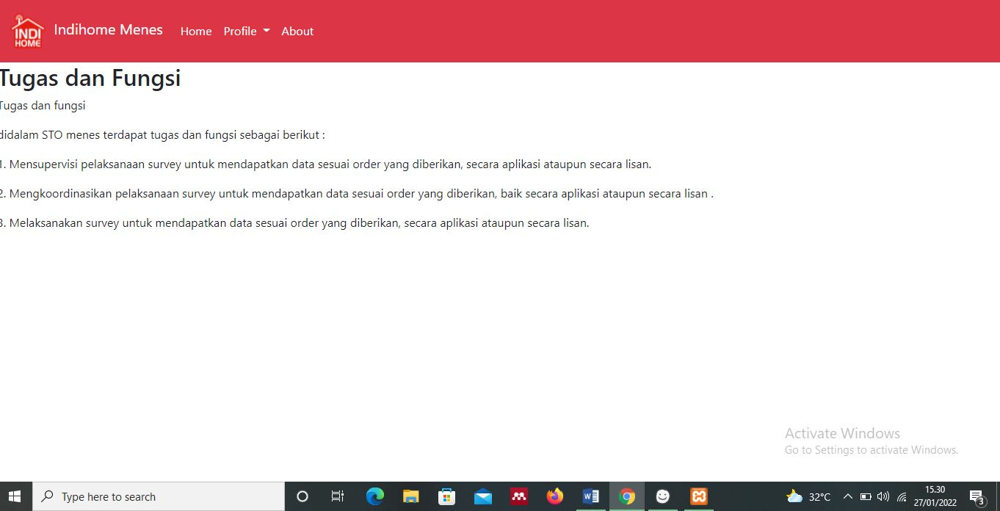 INDI
HOME
Indihome Menes
Home
Profile
About
Tugas dan Fungsi
Tugas dan fungsi
didalam STO menes terdapat tugas dan fungsi sebagai berikut :
1. Mensupervisi pelaksanaan survey untuk mendapatkan data sesuai order yang diberikan, secara aplikasi ataupun secara lisan.
2. Mengkoordinasikan pelaksanaan survey untuk mendapatkan data sesuai order yang diberikan, baik secara aplikasi ataupun secara lisan .
3. Melaksanakan survey untuk mendapatkan data sesuai order yang diberikan, secara aplikasi ataupun secara lisan.
Activate Windows
Go to Settings to activate Windows.
Type here to search
32°C
15.30
27/01/2022
3